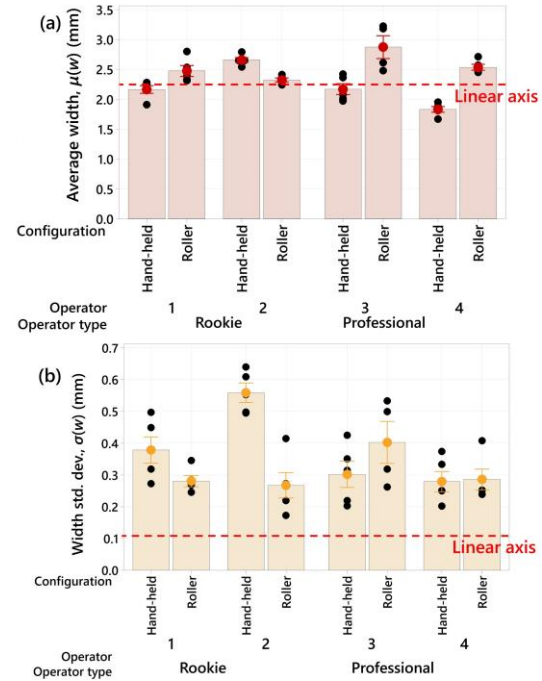 (a)
Average width, μ(w) (mm)
3.5
3.0
2.5
2.0
1.5
1.0
0.5
0.0
Linear axis
Configuration
Hand-held
Roller
Hand-held
Roller
Hand-held
Roller
Hand-held
Roller
Operator 1 2 3 4
Operator type Rookie Professional
(b)
Width std. dev., σ(w) (mm)
0.7
0.6
0.5
0.4
0.3
0.2
0.1
0.0
Linear axis
Configuration
Hand-held
Roller
Hand-held
Roller
Hand-held
Roller
Hand-held
Roller
1 2 3 4
Operator
Operator type Rookie Professional